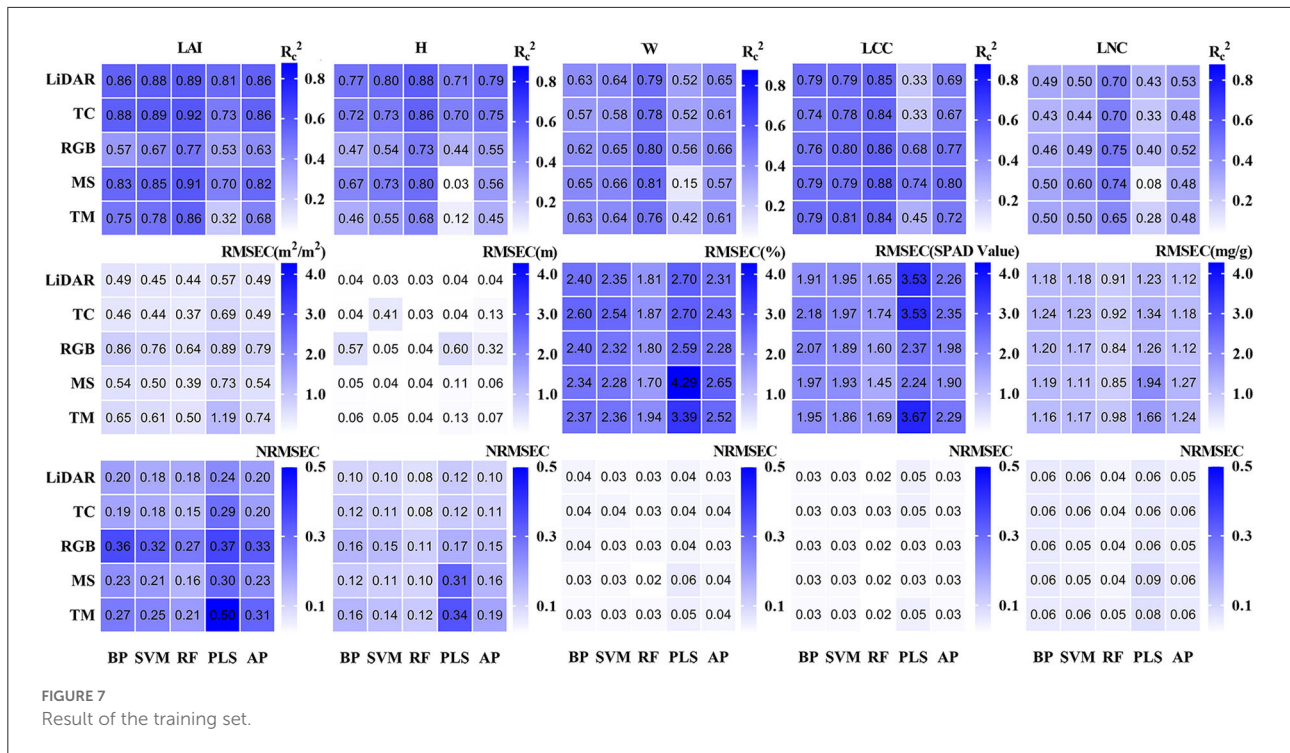 LAI Rc² H Rc² W Rc² LCC Rc² LNC Rc²
LiDAR 0.86 0.88 0.89 0.81 0.86 0.8 0.77 0.80 0.88 0.71 0.79 0.8 0.63 0.64 0.79 0.52 0.65 0.8 0.79 0.79 0.85 0.33 0.69 0.8 0.49 0.50 0.70 0.43 0.53 0.8
TC 0.88 0.89 0.92 0.73 0.86 0.6 0.72 0.73 0.86 0.70 0.75 0.6 0.57 0.58 0.78 0.52 0.61 0.6 0.74 0.78 0.84 0.33 0.67 0.6 0.43 0.44 0.70 0.33 0.48 0.6
RGB 0.57 0.67 0.77 0.53 0.63 0.4 0.47 0.54 0.73 0.44 0.55 0.4 0.62 0.65 0.80 0.56 0.66 0.4 0.76 0.80 0.86 0.68 0.77 0.4 0.46 0.49 0.75 0.40 0.52 0.4
MS 0.83 0.85 0.91 0.70 0.82 0.67 0.73 0.80 0.03 0.56 0.65 0.66 0.81 0.15 0.57 0.79 0.79 0.88 0.74 0.80 0.50 0.60 0.74 0.08 0.48
TM 0.75 0.78 0.86 0.32 0.68 0.2 0.46 0.55 0.68 0.12 0.45 0.2 0.63 0.64 0.76 0.42 0.61 0.2 0.79 0.81 0.84 0.45 0.72 0.2 0.50 0.50 0.65 0.28 0.48 0.2
RMSEC(m²/m²) RMSEC(m) RMSEC(%) RMSEC(SPAD Value) RMSEC(mg/g)
LiDAR 0.49 0.45 0.44 0.57 0.49 4.0 0.04 0.03 0.03 0.04 0.04 4.0 2.40 2.35 1.81 2.70 2.31 4.0 1.91 1.95 1.65 3.53 2.26 4.0 1.18 1.18 0.91 1.23 1.12 4.0
TC 0.46 0.44 0.37 0.69 0.49 3.0 0.04 0.41 0.03 0.04 0.13 3.0 2.60 2.54 1.87 2.70 2.43 3.0 2.18 1.97 1.74 3.53 2.35 3.0 1.24 1.23 0.92 1.34 1.18 3.0
RGB 0.86 0.76 0.64 0.89 0.79 2.0 0.57 0.05 0.04 0.60 0.32 2.0 2.40 2.32 1.80 2.59 2.28 2.0 2.07 1.89 1.60 2.37 1.98 2.0 1.20 1.17 0.84 1.26 1.12 2.0
MS 0.54 0.50 0.39 0.73 0.54 1.0 0.05 0.04 0.04 0.11 0.06 1.0 2.34 2.28 1.70 4.29 2.65 1.0 1.97 1.93 1.45 2.24 1.90 1.0 1.19 1.11 0.85 1.94 1.27 1.0
TM 0.65 0.61 0.50 1.19 0.74 0.06 0.05 0.04 0.13 0.07 2.37 2.36 1.94 3.39 2.52 1.95 1.86 1.69 3.67 2.29 1.16 1.17 0.98 1.66 1.24
NRMSEC 0.5 NRMSEC 0.5 NRMSEC 0.5 NRMSEC 0.5 NRMSEC 0.5
LiDAR 0.20 0.18 0.18 0.24 0.20 0.10 0.10 0.08 0.12 0.10 0.04 0.03 0.03 0.04 0.03 0.03 0.03 0.02 0.05 0.03 0.06 0.06 0.04 0.06 0.05
TC 0.19 0.18 0.15 0.29 0.20 0.12 0.11 0.08 0.12 0.11 0.04 0.04 0.03 0.04 0.04 0.03 0.03 0.02 0.05 0.03 0.06 0.06 0.04 0.06 0.06
RGB 0.36 0.32 0.27 0.37 0.33 0.3 0.16 0.15 0.11 0.17 0.15 0.3 0.04 0.03 0.03 0.04 0.03 0.3 0.03 0.03 0.02 0.03 0.03 0.3 0.06 0.05 0.04 0.06 0.05 0.3
MS 0.23 0.21 0.16 0.30 0.23 0.12 0.11 0.10 0.31 0.16 0.03 0.03 0.02 0.06 0.04 0.03 0.03 0.02 0.03 0.03 0.06 0.05 0.04 0.09 0.06
TM 0.27 0.25 0.21 0.50 0.31 0.1 0.16 0.14 0.12 0.34 0.19 0.1 0.03 0.03 0.03 0.05 0.04 0.1 0.03 0.03 0.02 0.05 0.03 0.1 0.06 0.06 0.05 0.08 0.06 0.1
BP SVM RF PLS AP BP SVM RF PLS AP BP SVM RF PLS AP BP SVM RF PLS AP BP SVM RF PLS AP
FIGURE 7
Result of the training set.